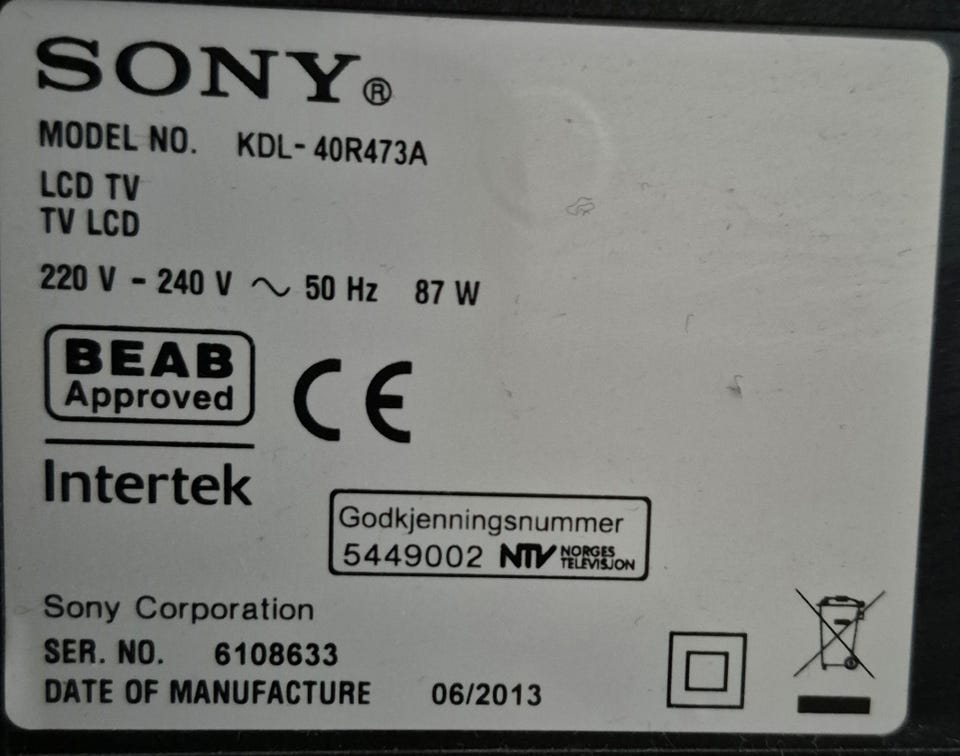 SONY®
MODEL NO. KDL-40R473A
LCD TV
TV LCD
220 V - 240 V ~ 50 Hz 87 W
BEAB
Approved
CE
Intertek
Godkjenningsnummer
5449002 NTV NORGES TELEVISJON
Sony Corporation
SER. NO. 6108633
DATE OF MANUFACTURE 06/2013